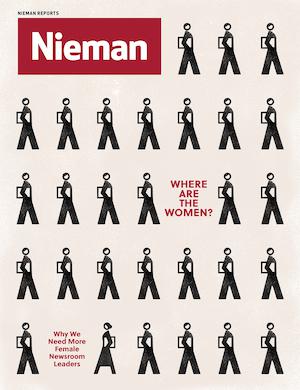 NIEMAN REPORTS
Nieman
WHERE
ARE
THE
WOMEN?
Why We
Need More
Female
Newsroom
Leaders